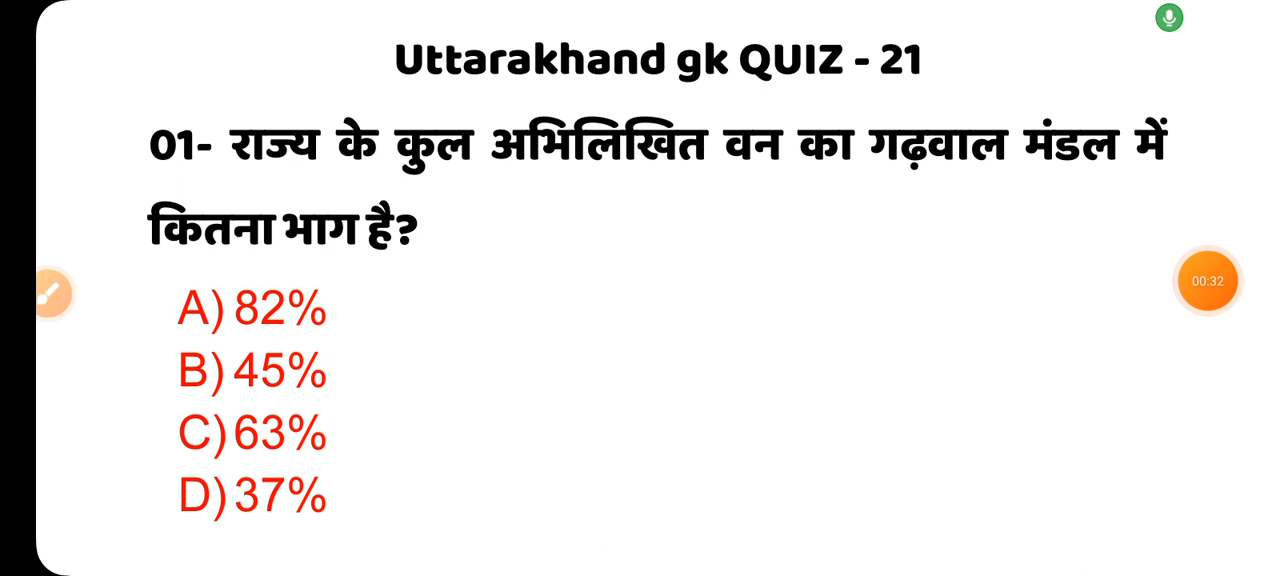 Uttarakhand gk QUIZ - 21
01- राज्य के कुल अभिलिखित वन का गढ़वाल मंडल में
कितना भाग है?
A) 82%
B) 45%
00:32
C) 63%
D) 37%